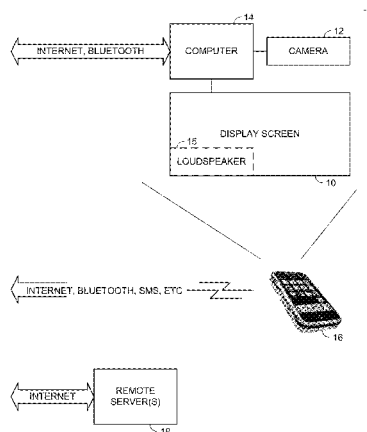 14
INTERNET, BLUETOOTH
COMPUTER
12
CAMERA
DISPLAY SCREEN
15
LOUDSPEAKER
10
INTERNET, BLUETOOTH, SMS, ETC
16
INTERNET
REMOTE
SERVER(S)
18